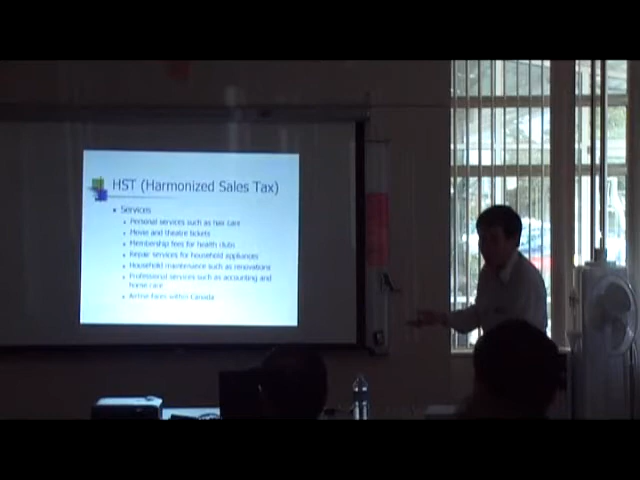 HST (Harmonized Sales Tax)
Services
Personal services such as hair care
Movie and theatre tickets
Membership fees for health clubs
Repair services for household appliances
Household maintenance such as renovations
Professional services such as accounting and
home care
Airline fares within Canada